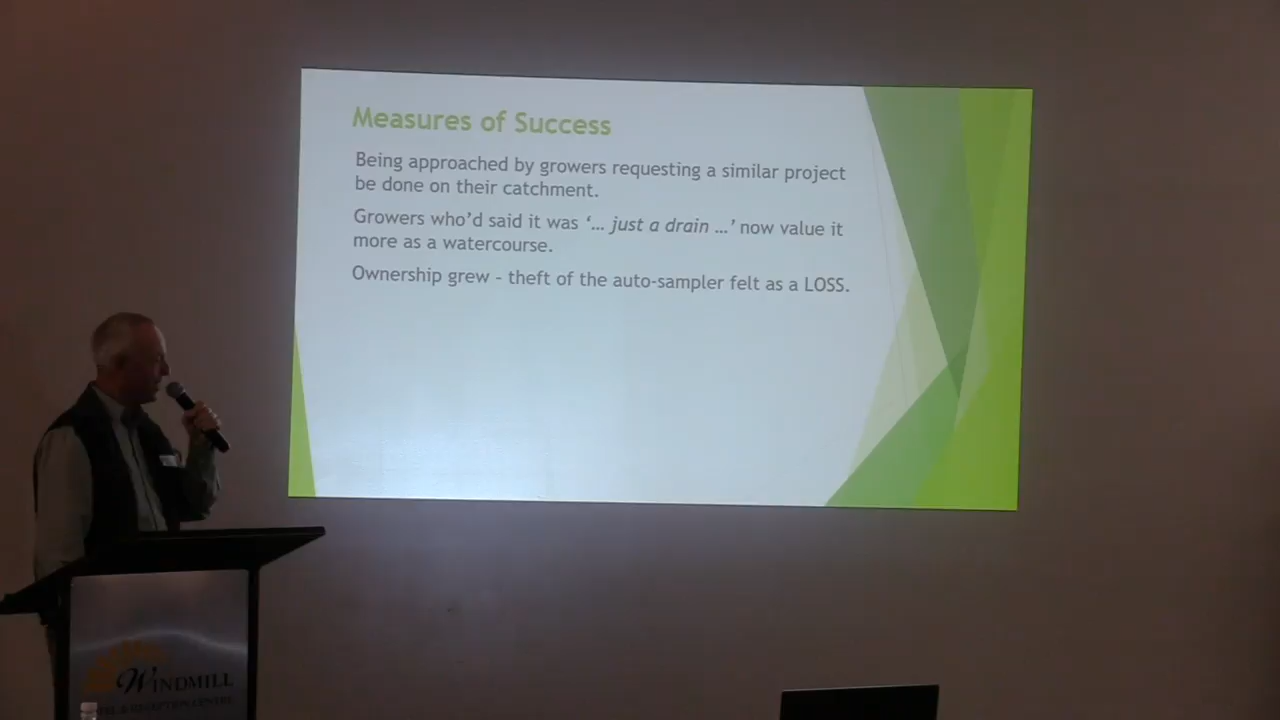 Measures of Success
Being approached by growers requesting a similar project
be done on their catchment.
Growers who'd said it was ‘… just a drain …’ now value it
more as a watercourse.
Ownership grew – theft of the auto-sampler felt as a LOSS.
WINDMILL
& RECEPTION CENTRE